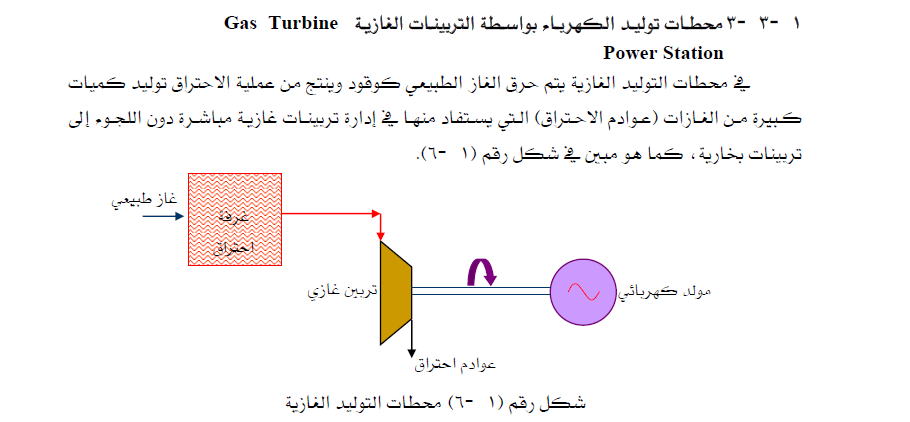 ١ -٣ -٣ محطات توليد الكهرباء بواسطة التربينات الغازية Gas Turbine
Power Station
في محطات التوليد الغازية يتم حرق الغاز الطبيعي كوقود وينتج من عملية الاحتراق توليد كميات
كبيرة من الغازات (عوادم الاحتراق) التي يستفاد منها في إدارة تربينات غازية مباشرة دون اللجوء إلى
تربينات بخارية، كما هو مبين في شكل رقم (١ -٦).
غاز طبيعي
غرفة
احتراق
تربين غازي
مولد كهربائي
عوادم احتراق
شكل رقم (١ -٦) محطات التوليد الغازية